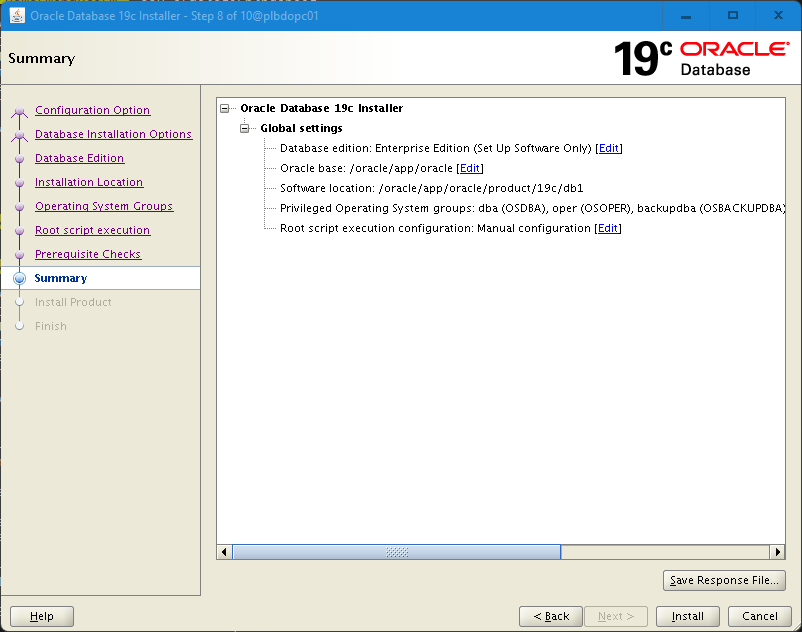 Oracle Database 19c Installer - Step 8 of 10@plbdopc01
Summary
19c ORACLE
Database
Configuration Option
Database Installation Options
Database Edition
Installation Location
Operating System Groups
Root script execution
Prerequisite Checks
Summary
Install Product
Finish
Oracle Database 19c Installer
Global settings
Database edition: Enterprise Edition (Set Up Software Only) [Edit]
Oracle base: /oracle/app/oracle [Edit]
Software location: /oracle/app/oracle/product/19c/db1
Privileged Operating System groups: dba (OSDBA), oper (OSOPER), backupdba (OSBACKUPDBA)
Root script execution configuration: Manual configuration [Edit]
Save Response File...
Help
< Back
Next >
Install
Cancel